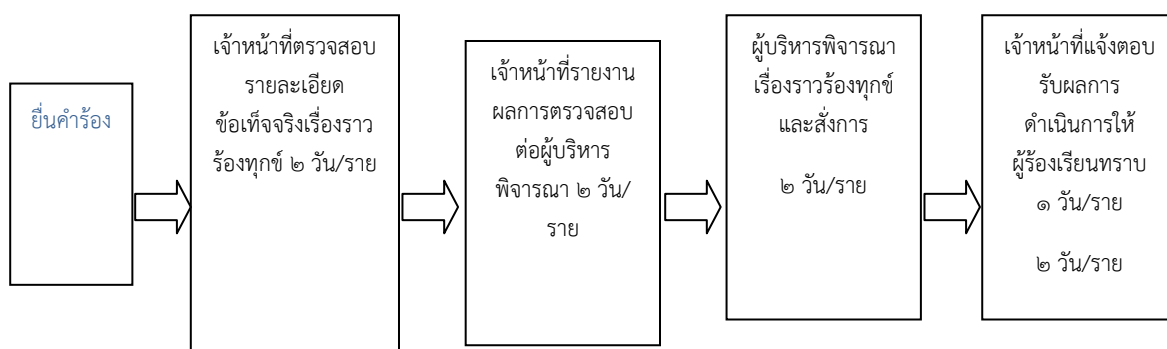 ยื่นคำร้อง
เจ้าหน้าที่ตรวจสอบ
รายละเอียด
ข้อเท็จจริงเรื่องราว
ร้องทุกข์ ๒ วัน/ราย
เจ้าหน้าที่รายงาน
ผลการตรวจสอบ
ต่อผู้บริหาร
พิจารณา ๒ วัน/
ราย
ผู้บริหารพิจารณา
เรื่องราวร้องทุกข์
และสั่งการ
๒ วัน/ราย
เจ้าหน้าที่แจ้งตอบ
รับผลการ
ดำเนินการให้
ผู้ร้องเรียนทราบ
๑ วัน/ราย
๒ วัน/ราย